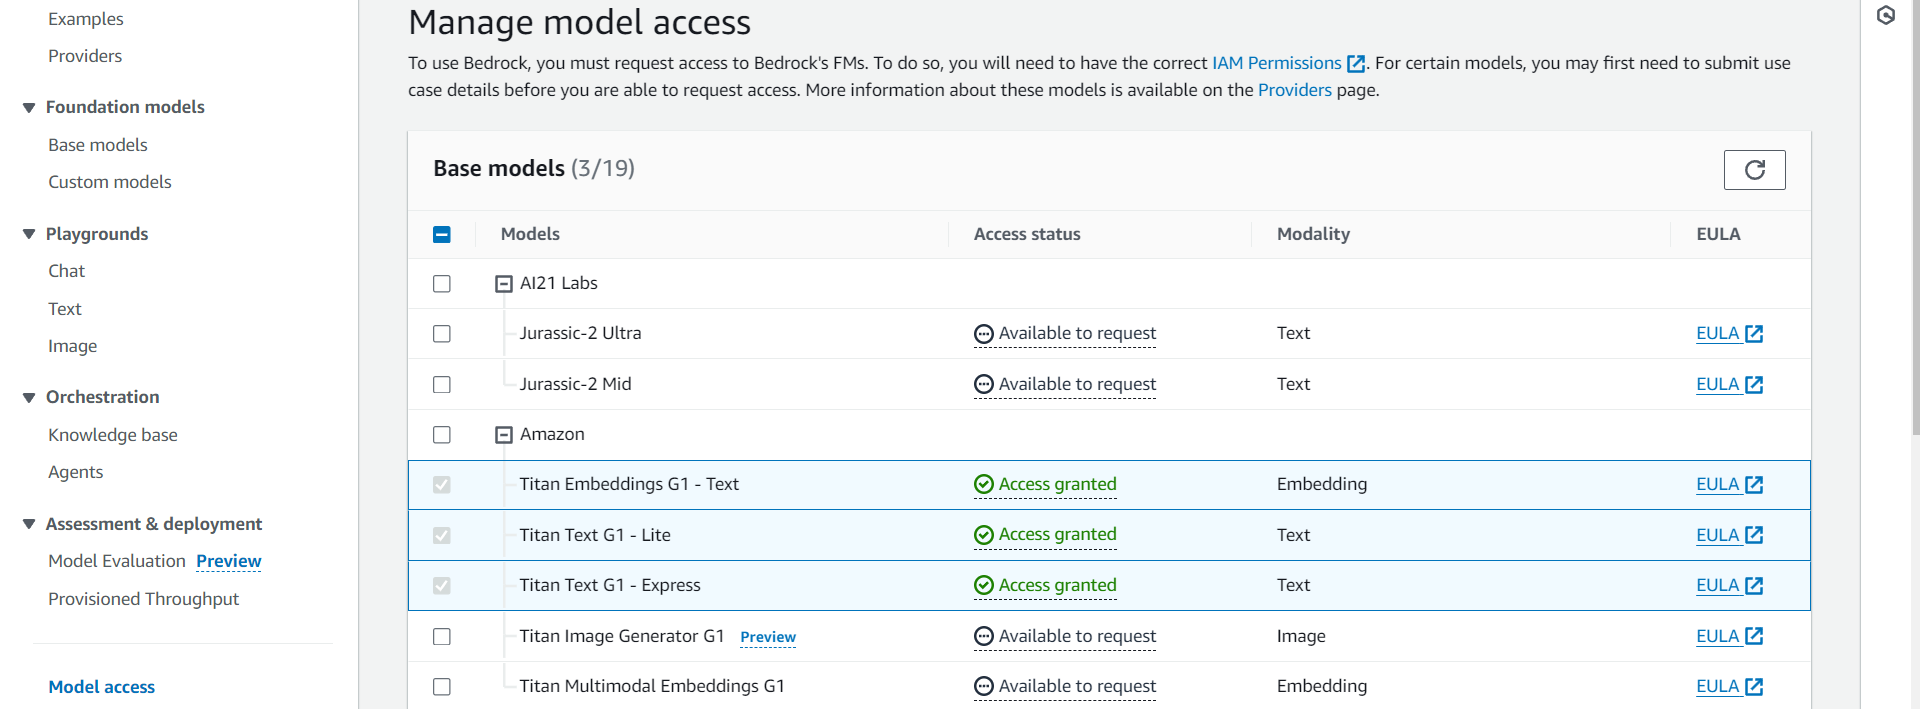 Examples
Providers
Foundation models
Base models
Custom models
Playgrounds
Chat
Text
Image
Orchestration
Knowledge base
Agents
Assessment & deployment
Model Evaluation Preview
Provisioned Throughput
Model access
Manage model access
To use Bedrock, you must request access to Bedrock's FMs. To do so, you will need to have the correct IAM Permissions. For certain models, you may first need to submit use
case details before you are able to request access. More information about these models is available on the Providers page.
Base models (3/19)
Models Access status Modality EULA
AI21 Labs
Jurassic-2 Ultra Available to request Text EULA
Jurassic-2 Mid Available to request Text EULA
Amazon
Titan Embeddings G1 - Text Access granted Embedding EULA
Titan Text G1 - Lite Access granted Text EULA
Titan Text G1 - Express Access granted Text EULA
Titan Image Generator G1 Preview Available to request Image EULA
Titan Multimodal Embeddings G1 Available to request Embedding EULA